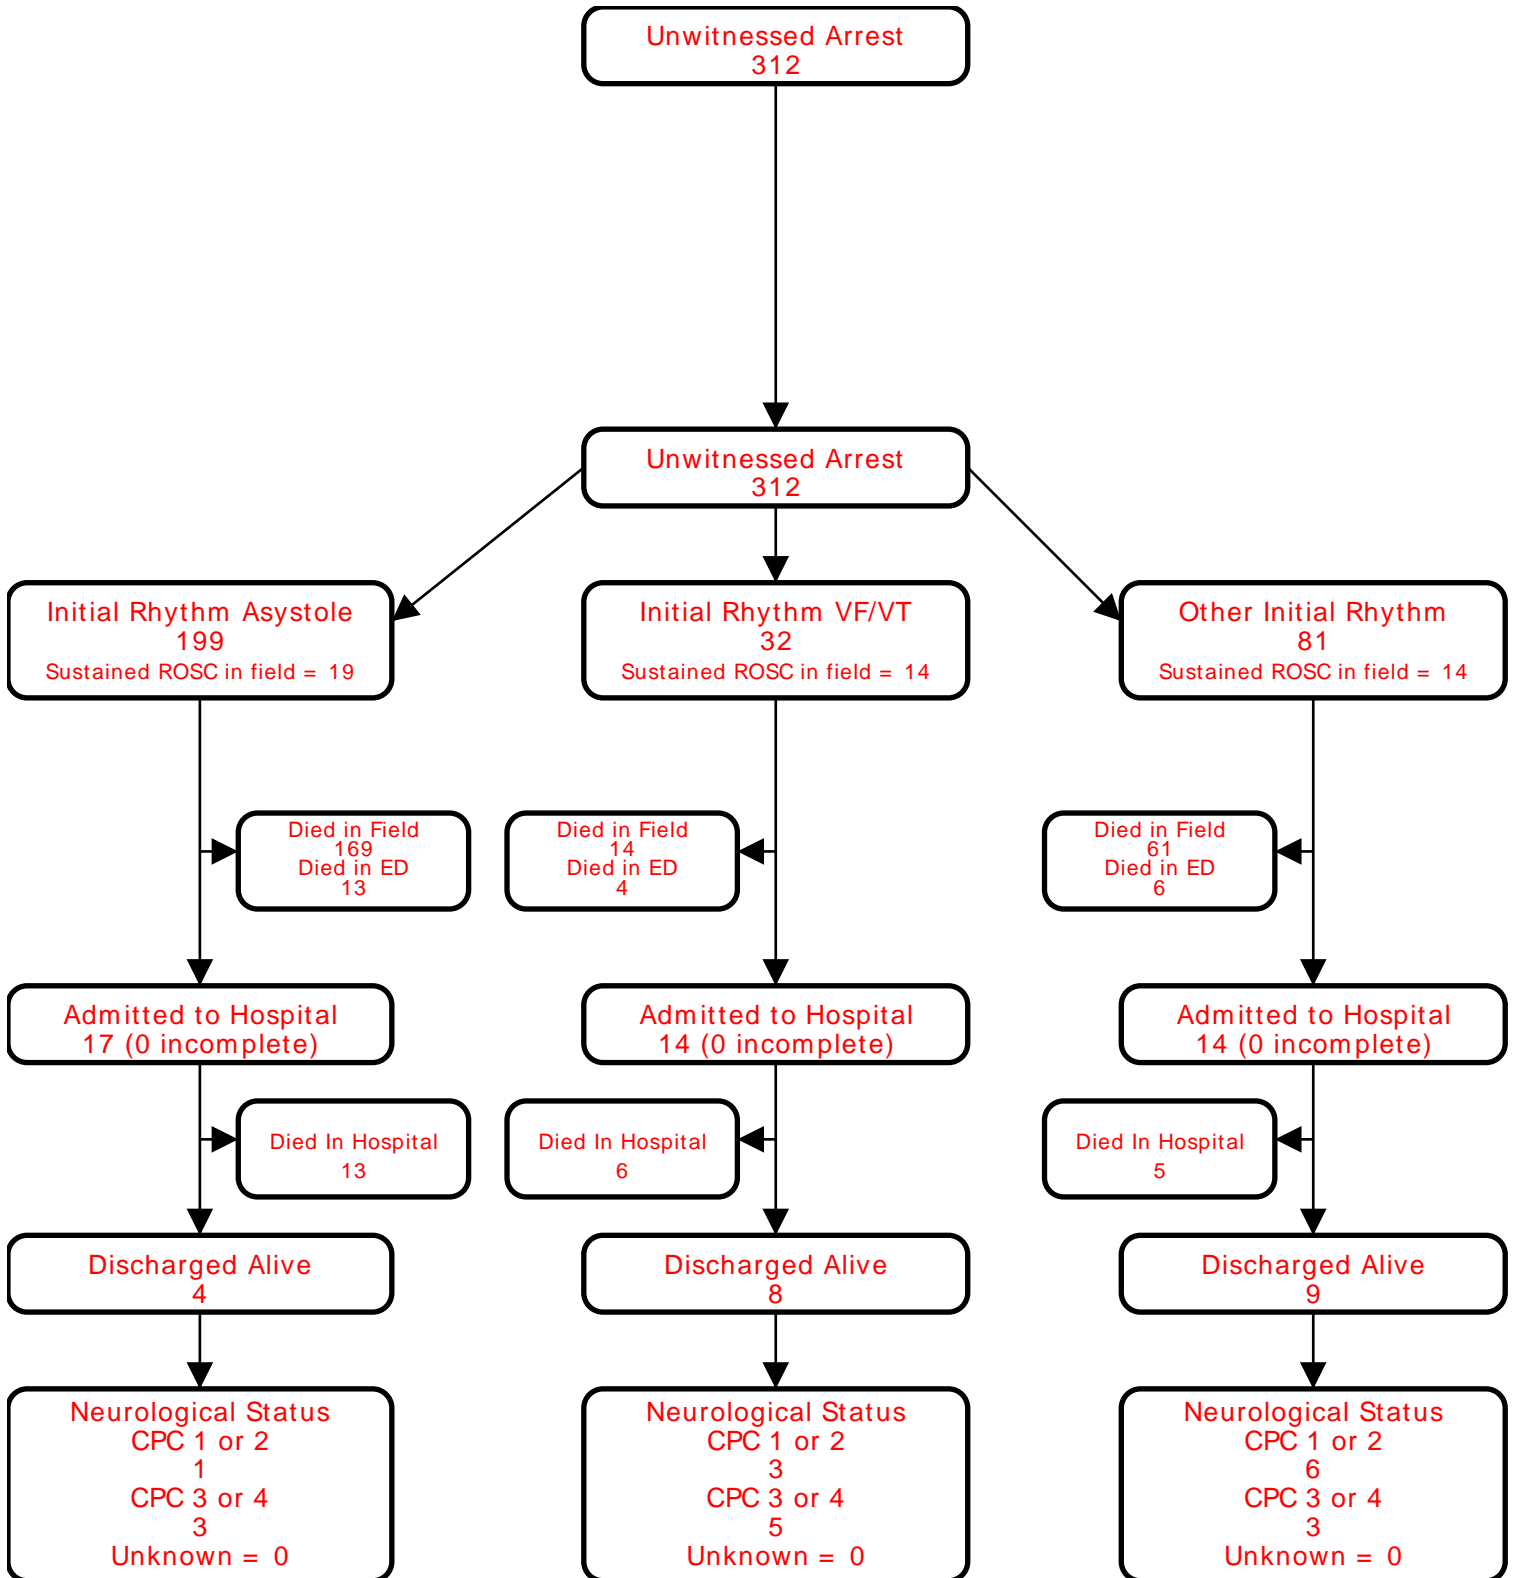 Unwitnessed Arrest
312
Unwitnessed Arrest
312
Initial Rhythm Asystole
199
Sustained ROSC in field = 19
Initial Rhythm VF/VT
32
Sustained ROSC in field = 14
Other Initial Rhythm
81
Sustained ROSC in field = 14
Died in Field
169
Died in ED
13
Died in Field
14
Died in ED
4
Died in Field
61
Died in ED
6
Admitted to Hospital
17 (0 incomplete)
Admitted to Hospital
14 (0 incomplete)
Admitted to Hospital
14 (0 incomplete)
Died In Hospital
13
Died In Hospital
6
Died In Hospital
5
Discharged Alive
4
Discharged Alive
8
Discharged Alive
9
Neurological Status
CPC 1 or 2
1
CPC 3 or 4
3
Unknown = 0
Neurological Status
CPC 1 or 2
3
CPC 3 or 4
5
Unknown = 0
Neurological Status
CPC 1 or 2
6
CPC 3 or 4
3
Unknown = 0